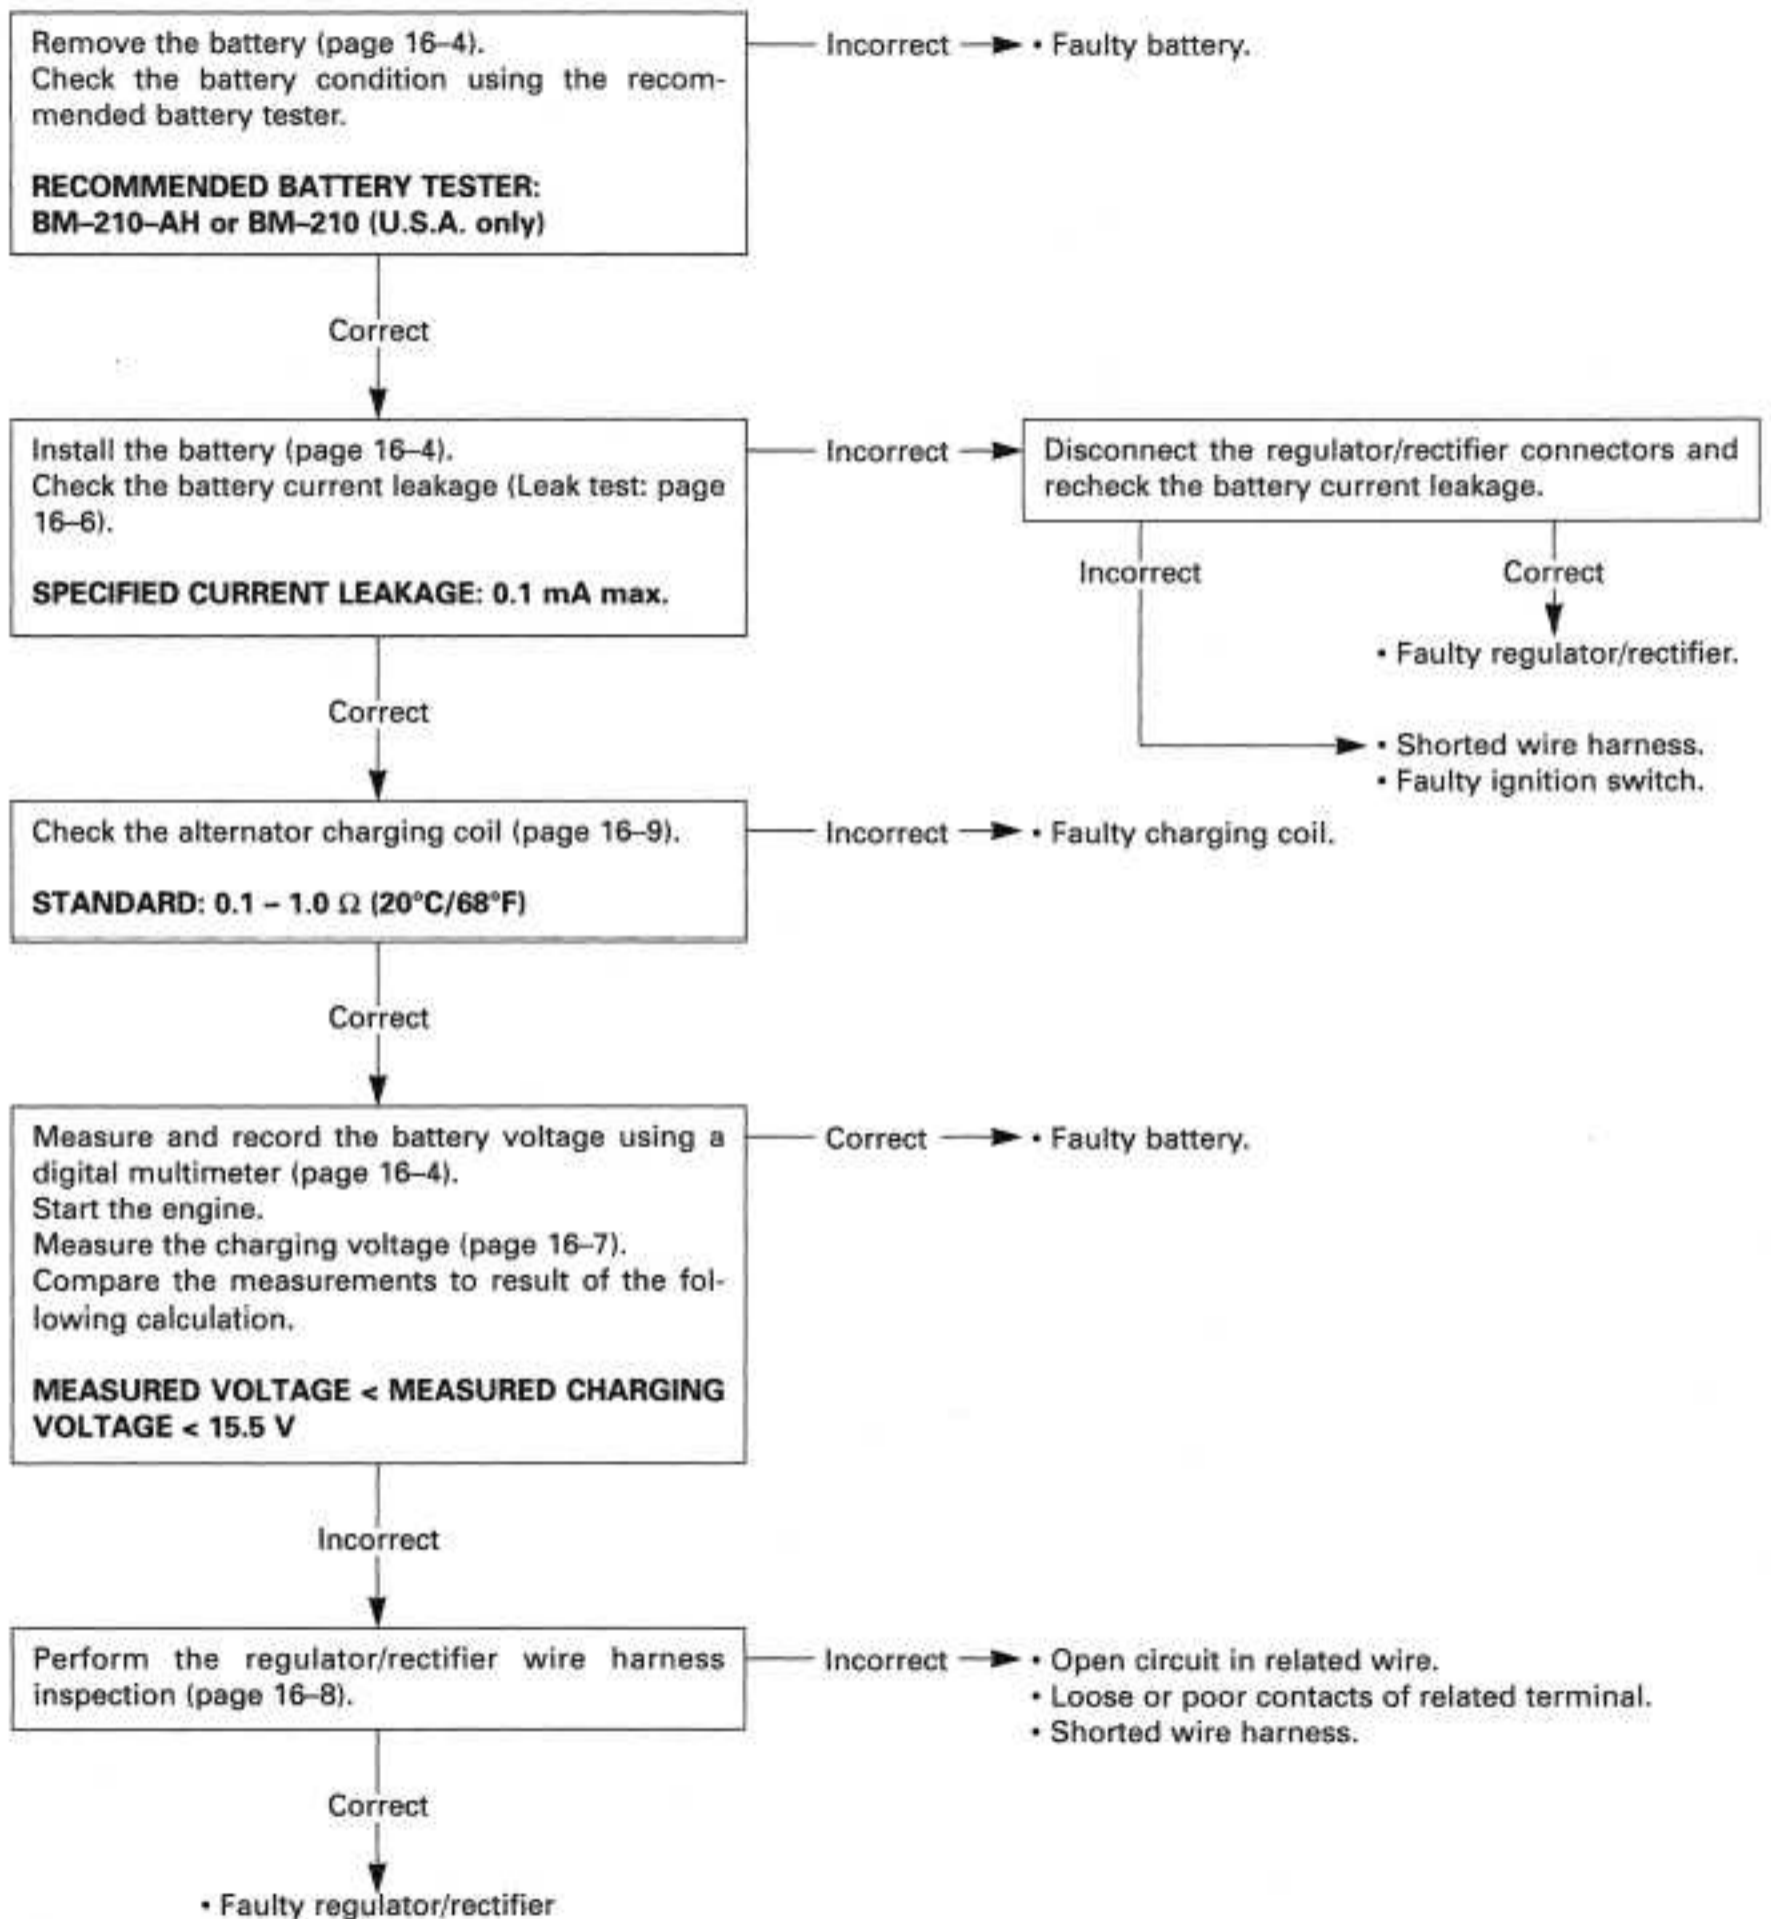 Remove the battery (page 16–4).
Check the battery condition using the recom-
mended battery tester.
RECOMMENDED BATTERY TESTER:
BM–210–AH or BM–210 (U.S.A. only)
Incorrect
• Faulty battery.
Correct
Install the battery (page 16–4).
Check the battery current leakage (Leak test: page
16–6).
SPECIFIED CURRENT LEAKAGE: 0.1 mA max.
Incorrect
Disconnect the regulator/rectifier connectors and
recheck the battery current leakage.
Incorrect
Correct
• Faulty regulator/rectifier.
• Shorted wire harness.
• Faulty ignition switch.
Correct
Check the alternator charging coil (page 16–9).
STANDARD: 0.1 – 1.0 Ω (20°C/68°F)
Incorrect
• Faulty charging coil.
Correct
Measure and record the battery voltage using a
digital multimeter (page 16–4).
Start the engine.
Measure the charging voltage (page 16–7).
Compare the measurements to result of the fol-
lowing calculation.
MEASURED VOLTAGE < MEASURED CHARGING
VOLTAGE < 15.5 V
Correct
• Faulty battery.
Incorrect
Perform the regulator/rectifier wire harness
inspection (page 16–8).
Incorrect
• Open circuit in related wire.
• Loose or poor contacts of related terminal.
• Shorted wire harness.
Correct
• Faulty regulator/rectifier